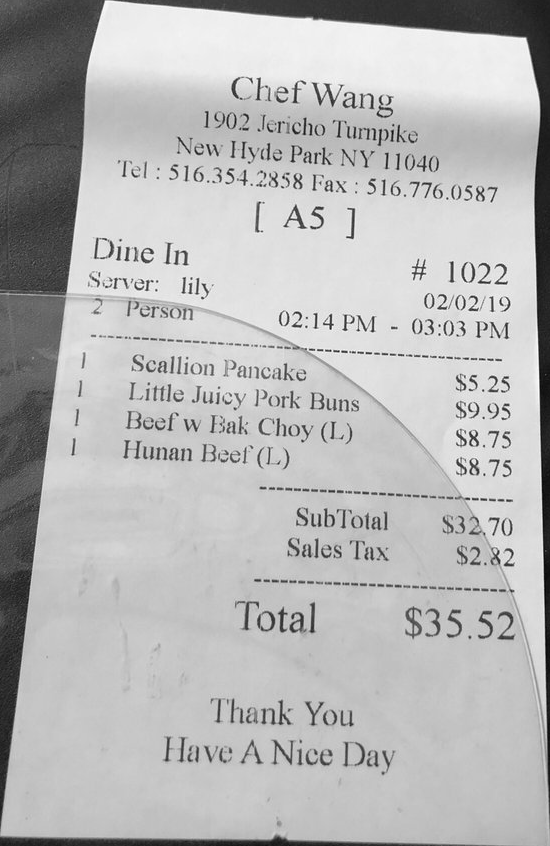 Chef Wang
1902 Jericho Turnpike
New Hyde Park NY 11040
Tel : 516.354.2858 Fax : 516.776.0587
[ A5 ]
Dine In # 1022
Server: lily 02/02/19
2 Person 02:14 PM - 03:03 PM
1 Scallion Pancake $5.25
1 Little Juicy Pork Buns $9.95
1 Beef w Bak Choy (L) $8.75
1 Hunan Beef (L) $8.75
SubTotal $32.70
Sales Tax $2.82
Total $35.52
Thank You
Have A Nice Day